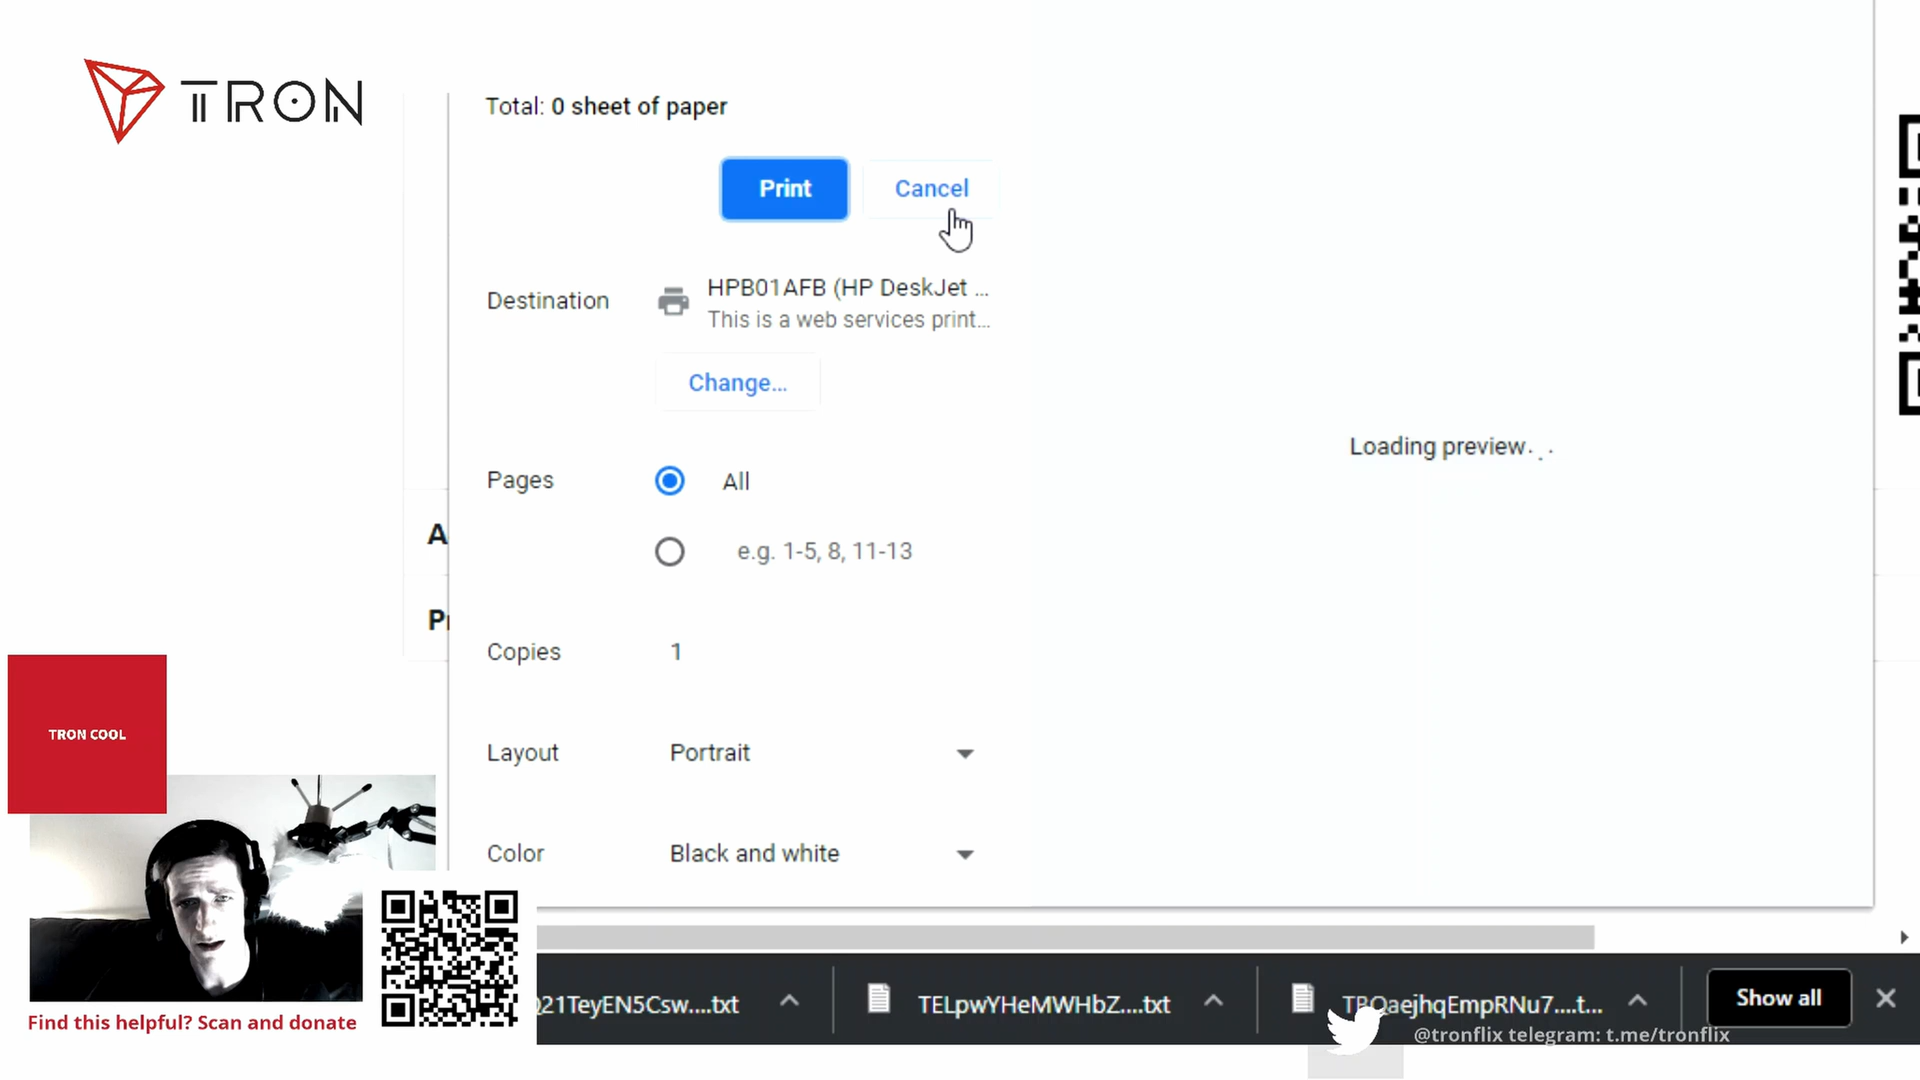 TRON
Total: 0 sheet of paper
Print
Cancel
Destination
HPB01AFB (HP DeskJet ...
This is a web services print...
Change...
Loading preview...
Pages
All
e.g. 1-5, 8, 11-13
A
Copies
1
TRON COOL
Layout
Portrait
Color
Black and white
21TeyEN5Csw....txt
TELpwYHeMWHbZ....txt
TBQaejhqEmpRNu7....t...
Show all
Find this helpful? Scan and donate
@tronflix telegram: t.me/tronflix